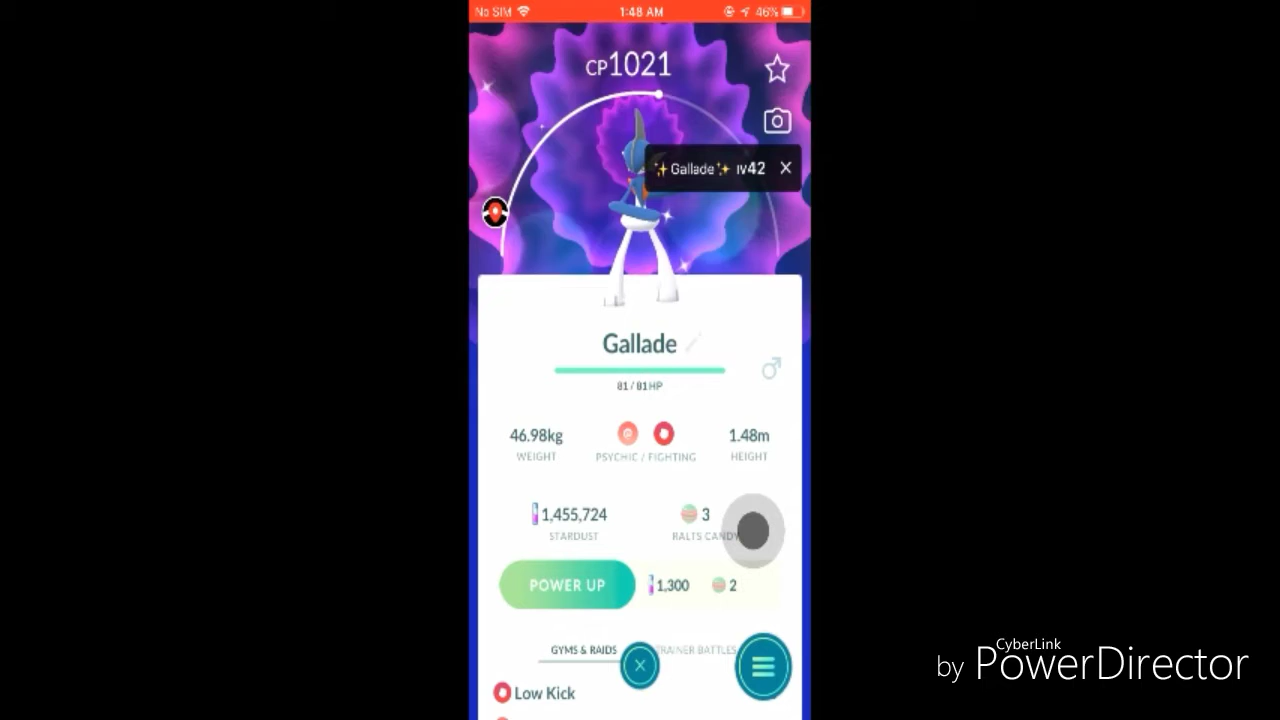 No SIM 1:48 AM 46%
CP1021
✨Gallade✨ IV42 X
Gallade
81 / 81 HP
46.98kg 1.48m
WEIGHT PSYCHIC / FIGHTING HEIGHT
1,455,724 3
STARDUST RALTS CANDY
POWER UP 1,300 2
GYMS & RAIDS TRAINER BATTLES
Low Kick
CyberLink
by PowerDirector